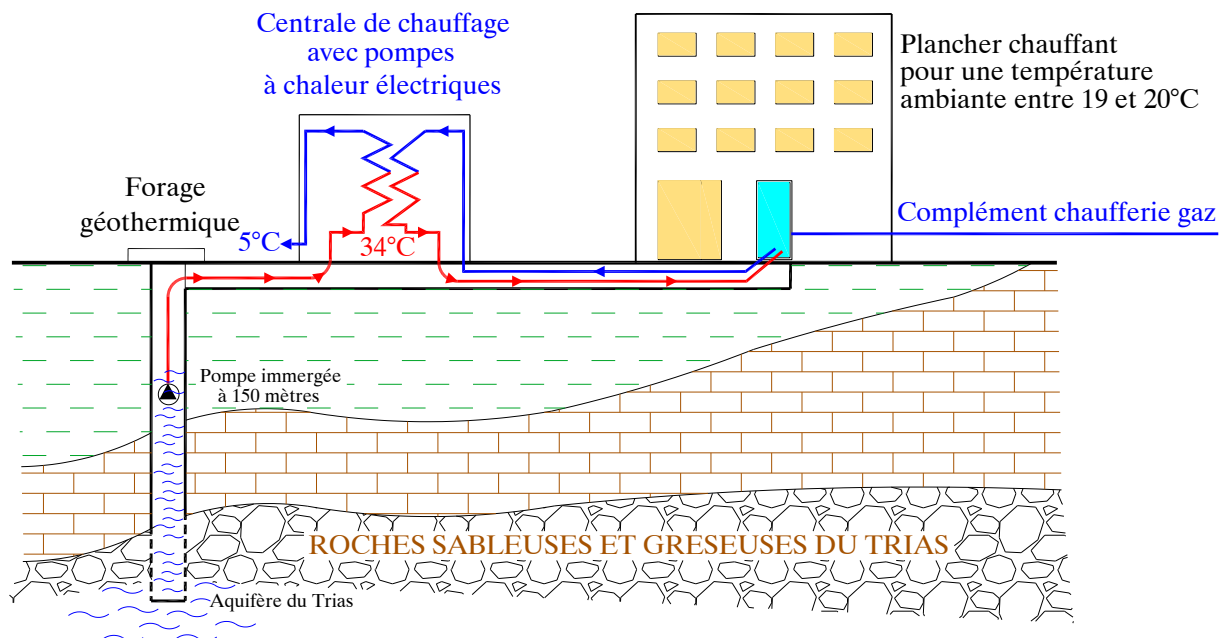 Centrale de chauffage
avec pompes
à chaleur électriques
Plancher chauffant
pour une température
ambiante entre 19 et 20°C
Forage
géothermique
5°C
34°C
Complément chaufferie gaz
Pompe immergée
à 150 mètres
ROCHES SABLEUSES ET GRESEUSES DU TRIAS
Aquifère du Trias